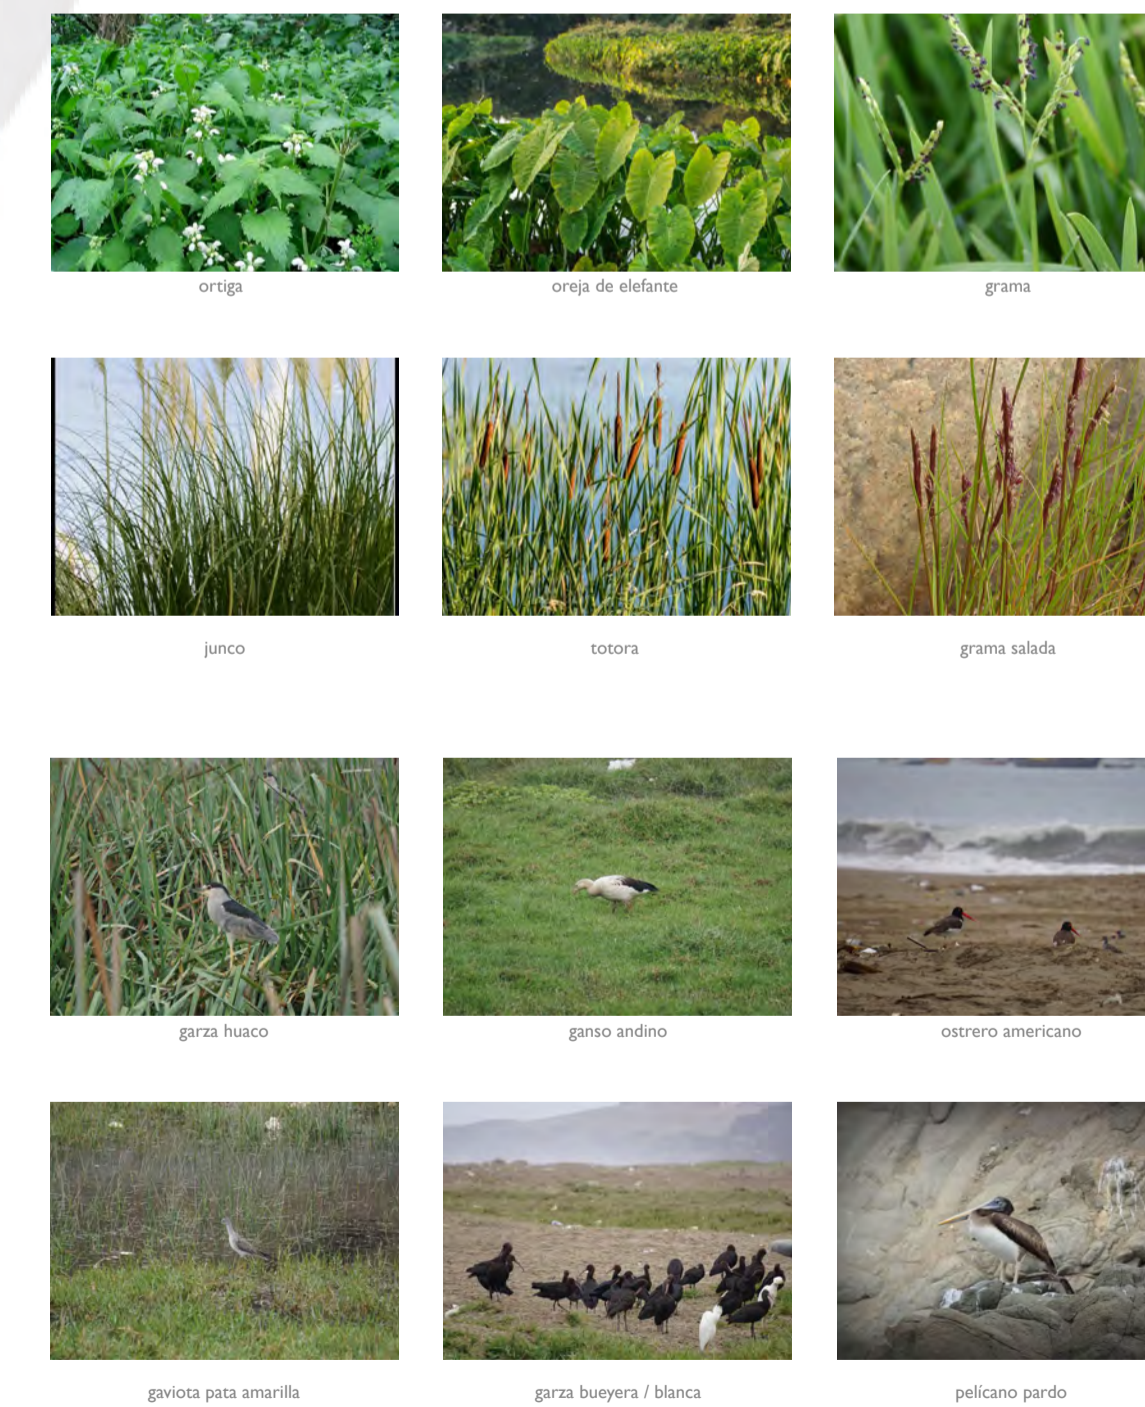 ortiga
oreja de elefante
grama
junco
totora
grama salada
garza huaco
ganso andino
ostrero americano
gaviota pata amarilla
garza bueyera / blanca
pelícano pardo